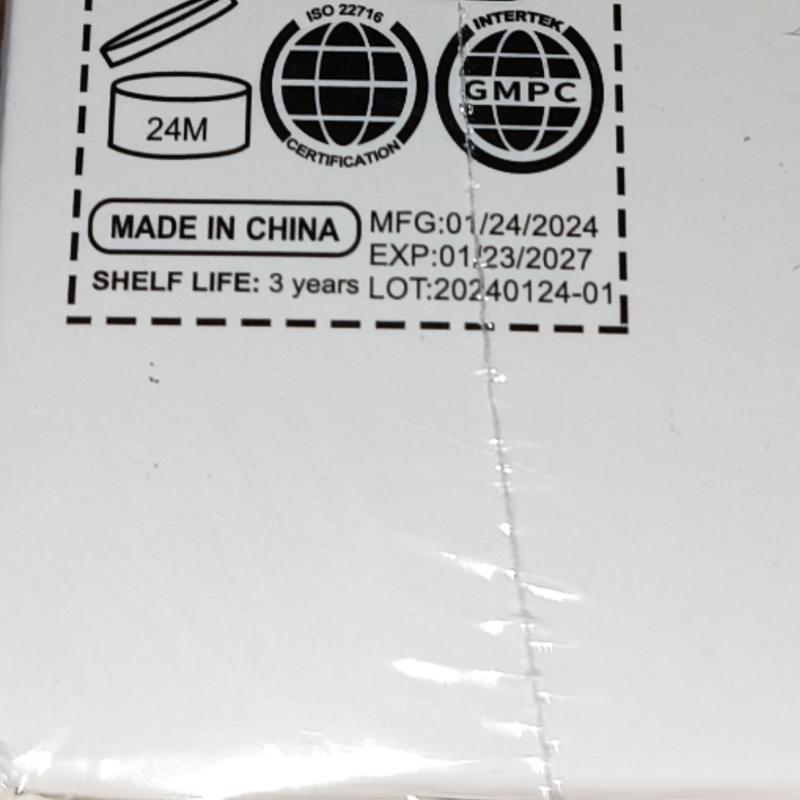 ISO 22716
CERTIFICATION
INTERTEK
GMPC
24M
MADE IN CHINA
MFG:01/24/2024
EXP:01/23/2027
SHELF LIFE: 3 years
LOT:20240124-01